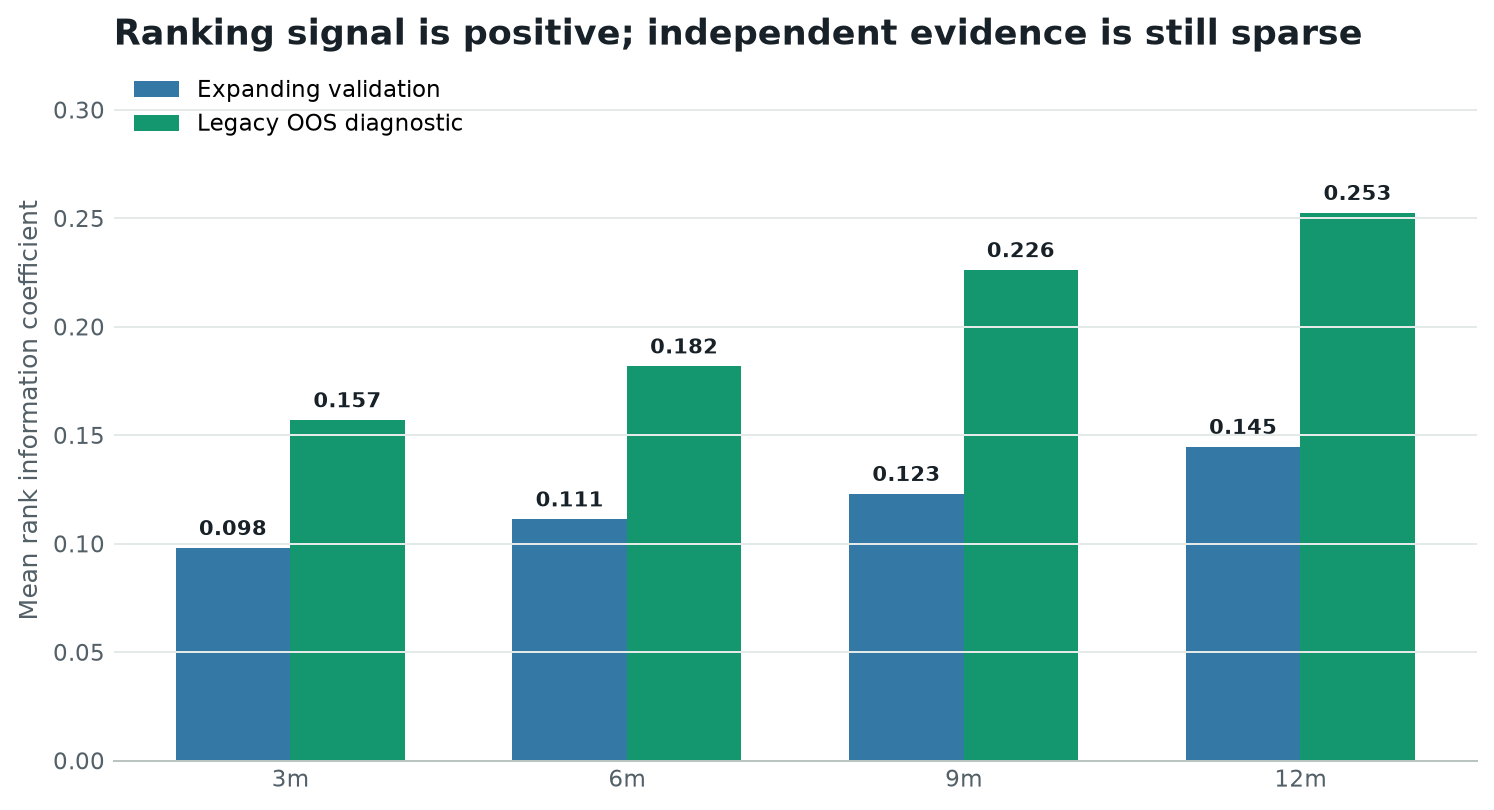 Ranking signal is positive; independent evidence is still sparse
Expanding validation
Legacy OOS diagnostic
Mean rank information coefficient
0.30
0.25
0.20
0.15
0.10
0.05
0.00
0.098
0.157
0.111
0.182
0.123
0.226
0.145
0.253
3m
6m
9m
12m